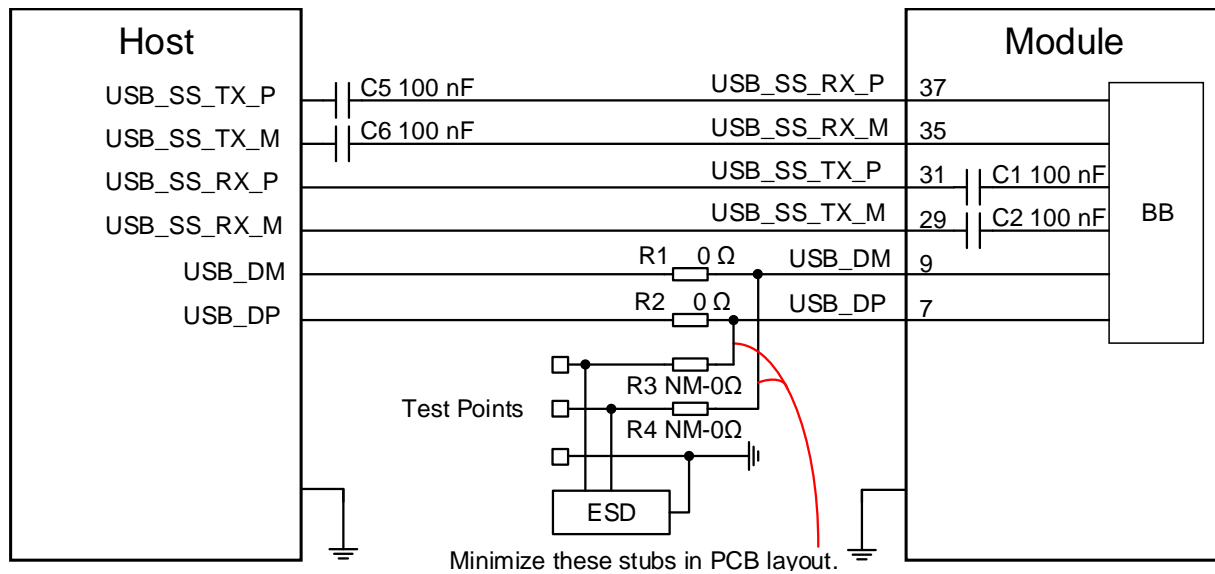 Host
Module
USB_SS_TX_P
C5 100 nF
USB_SS_RX_P
37
USB_SS_TX_M
C6 100 nF
USB_SS_RX_M
35
USB_SS_RX_P
USB_SS_TX_P
31
C1 100 nF
USB_SS_RX_M
USB_SS_TX_M
29
C2 100 nF
BB
USB_DM
R1 0 Ω
USB_DM
9
USB_DP
R2 0 Ω
USB_DP
7
R3 NM-0Ω
Test Points
R4 NM-0Ω
ESD
Minimize these stubs in PCB layout.